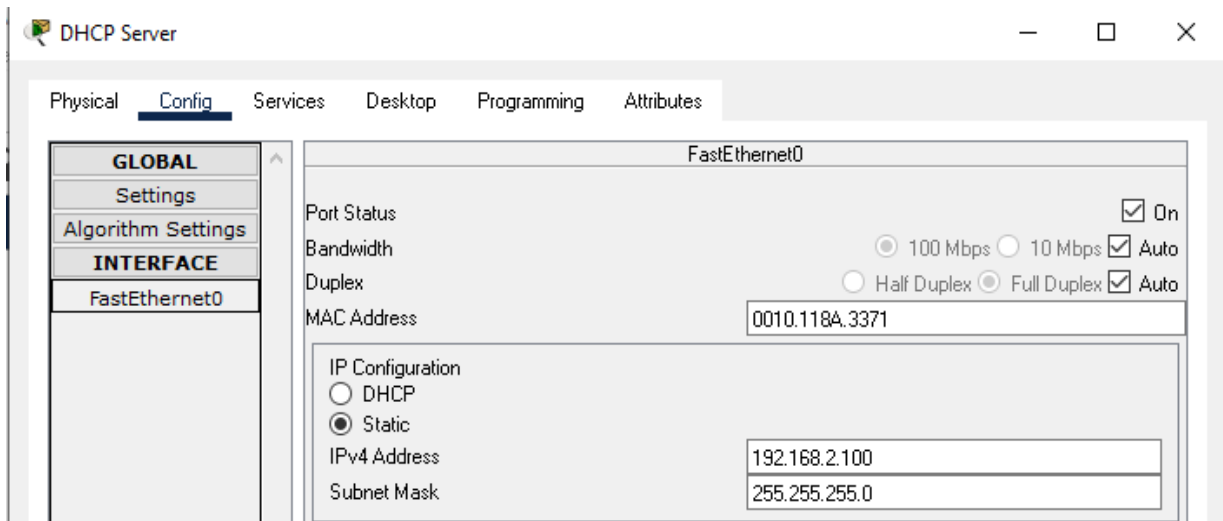 DHCP Server
Physical Config Services Desktop Programming Attributes
GLOBAL
Settings
Algorithm Settings
INTERFACE
FastEthernet0
FastEthernet0
Port Status On
Bandwidth 100 Mbps 10 Mbps Auto
Duplex Half Duplex Full Duplex Auto
MAC Address 0010.118A.3371
IP Configuration
DHCP
Static
IPv4 Address 192.168.2.100
Subnet Mask 255.255.255.0